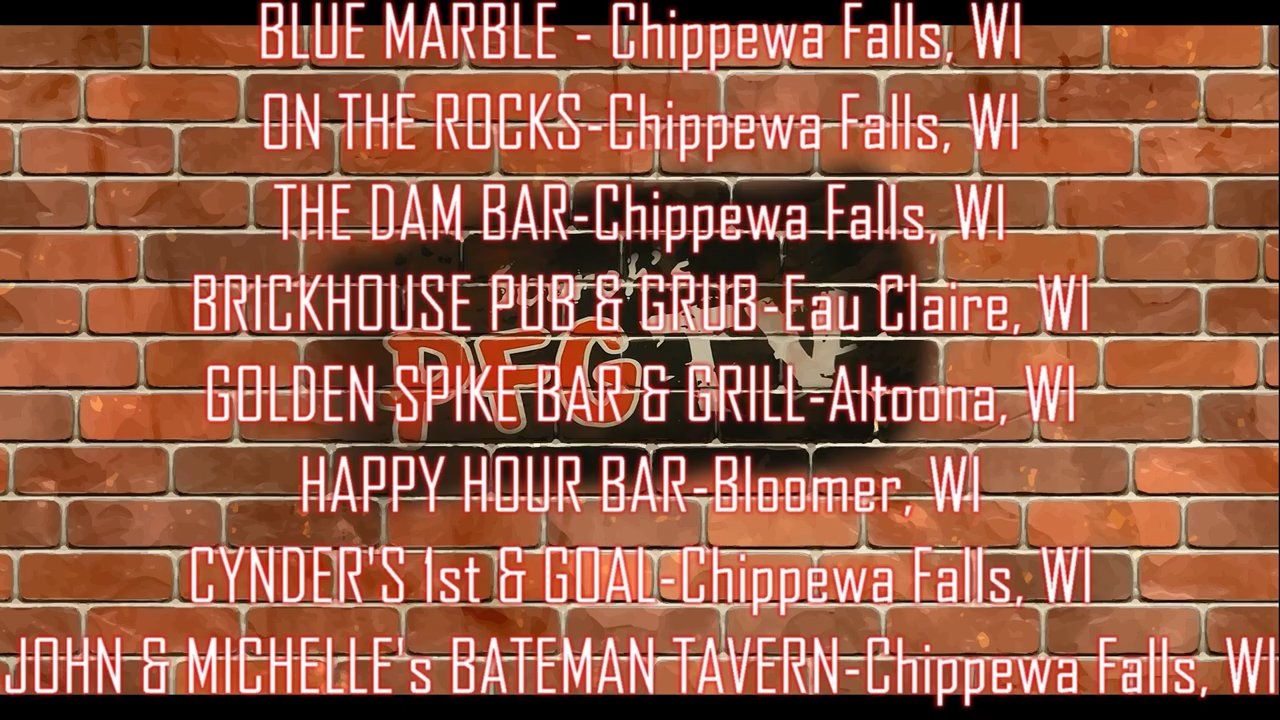 BLUE MARBLE - Chippewa Falls, WI
ON THE ROCKS-Chippewa Falls, WI
THE DAM BAR-Chippewa Falls, WI
BRICKHOUSE PUB & GRUB-Eau Claire, WI
GOLDEN SPIKE BAR & GRILL-Altoona, WI
HAPPY HOUR BAR-Bloomer, WI
CYNDER'S 1st & GOAL-Chippewa Falls, WI
JOHN & MICHELLE's BATEMAN TAVERN-Chippewa Falls, WI
PFG TV